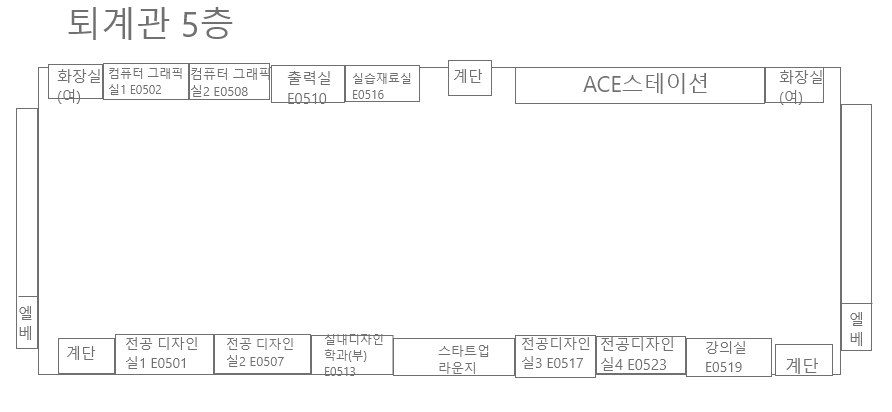 퇴계관 5층
화장실
(여)
컴퓨터 그래픽
실1 E0502
컴퓨터 그래픽
실2 E0508
출력실
E0510
실습재료실
E0516
계단
ACE스테이션
화장실
(여)
엘
베
엘
베
계단
전공 디자인
실1 E0501
전공 디자인
실2 E0507
실내디자인
학과(부)
E0513
스타트업
라운지
전공디자인
실3 E0517
전공디자인
실4 E0523
강의실
E0519
계단